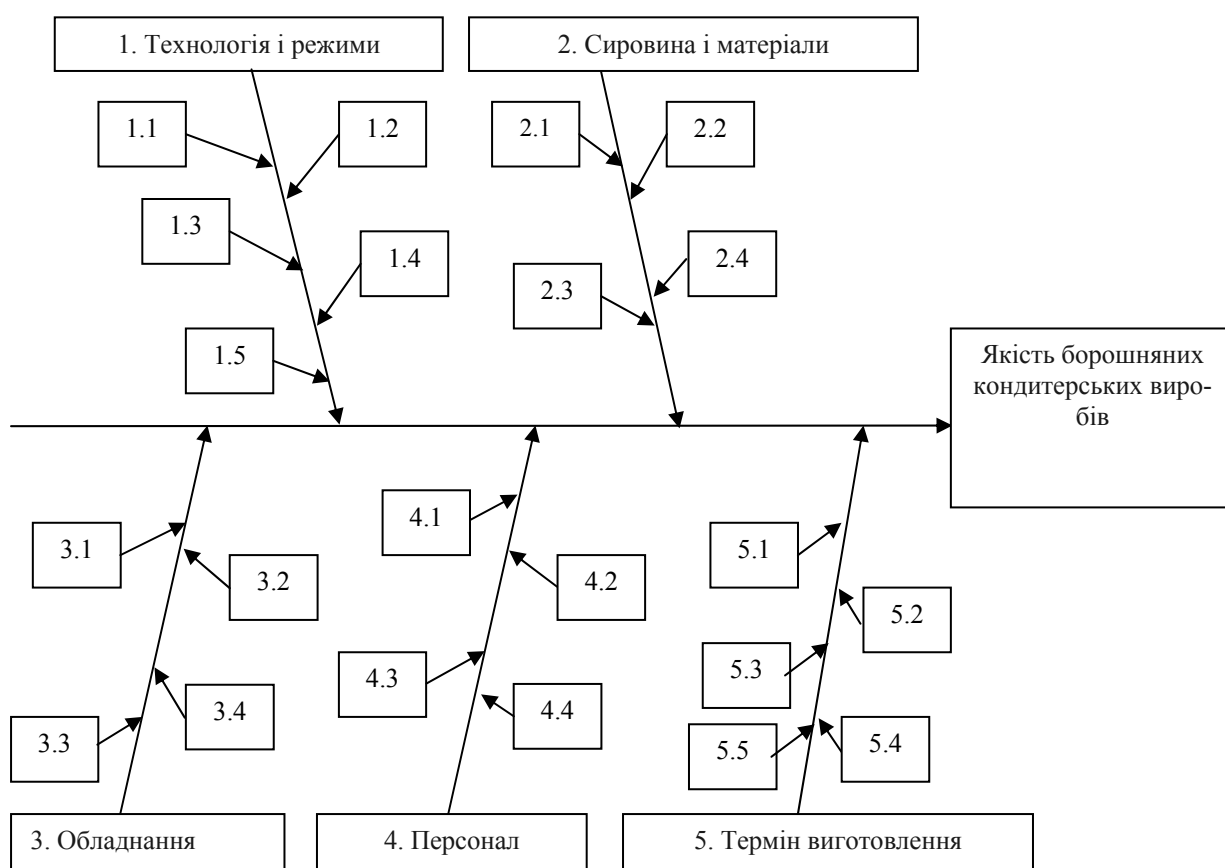 1. Технологія і режими
2. Сировина і матеріали
1.1
1.2
2.1
2.2
1.3
1.4
2.3
2.4
1.5
Якість борошняних
кондитерських виро-
бів
3.1
3.2
4.1
4.2
5.1
5.2
3.3
3.4
4.3
4.4
5.3
5.5
5.4
3. Обладнання
4. Персонал
5. Термін виготовлення